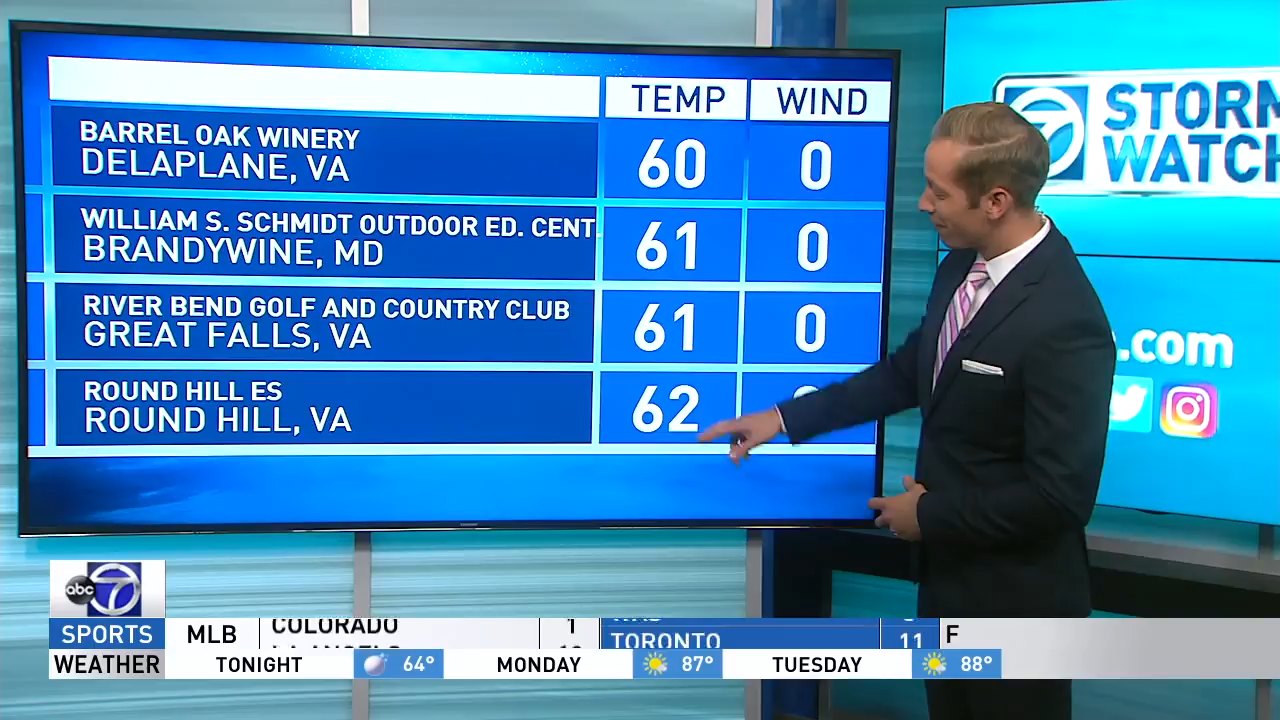 TEMP WIND
BARREL OAK WINERY
DELAPLANE, VA 60 0
WILLIAM S. SCHMIDT OUTDOOR ED. CENT.
BRANDYWINE, MD 61 0
RIVER BEND GOLF AND COUNTRY CLUB
GREAT FALLS, VA 61 0
ROUND HILL ES
ROUND HILL, VA 62
7 STORM
WATCH
.com
abc 7
SPORTS MLB COLORADO 1 TORONTO 11 F
WEATHER TONIGHT 64° MONDAY 87° TUESDAY 88°